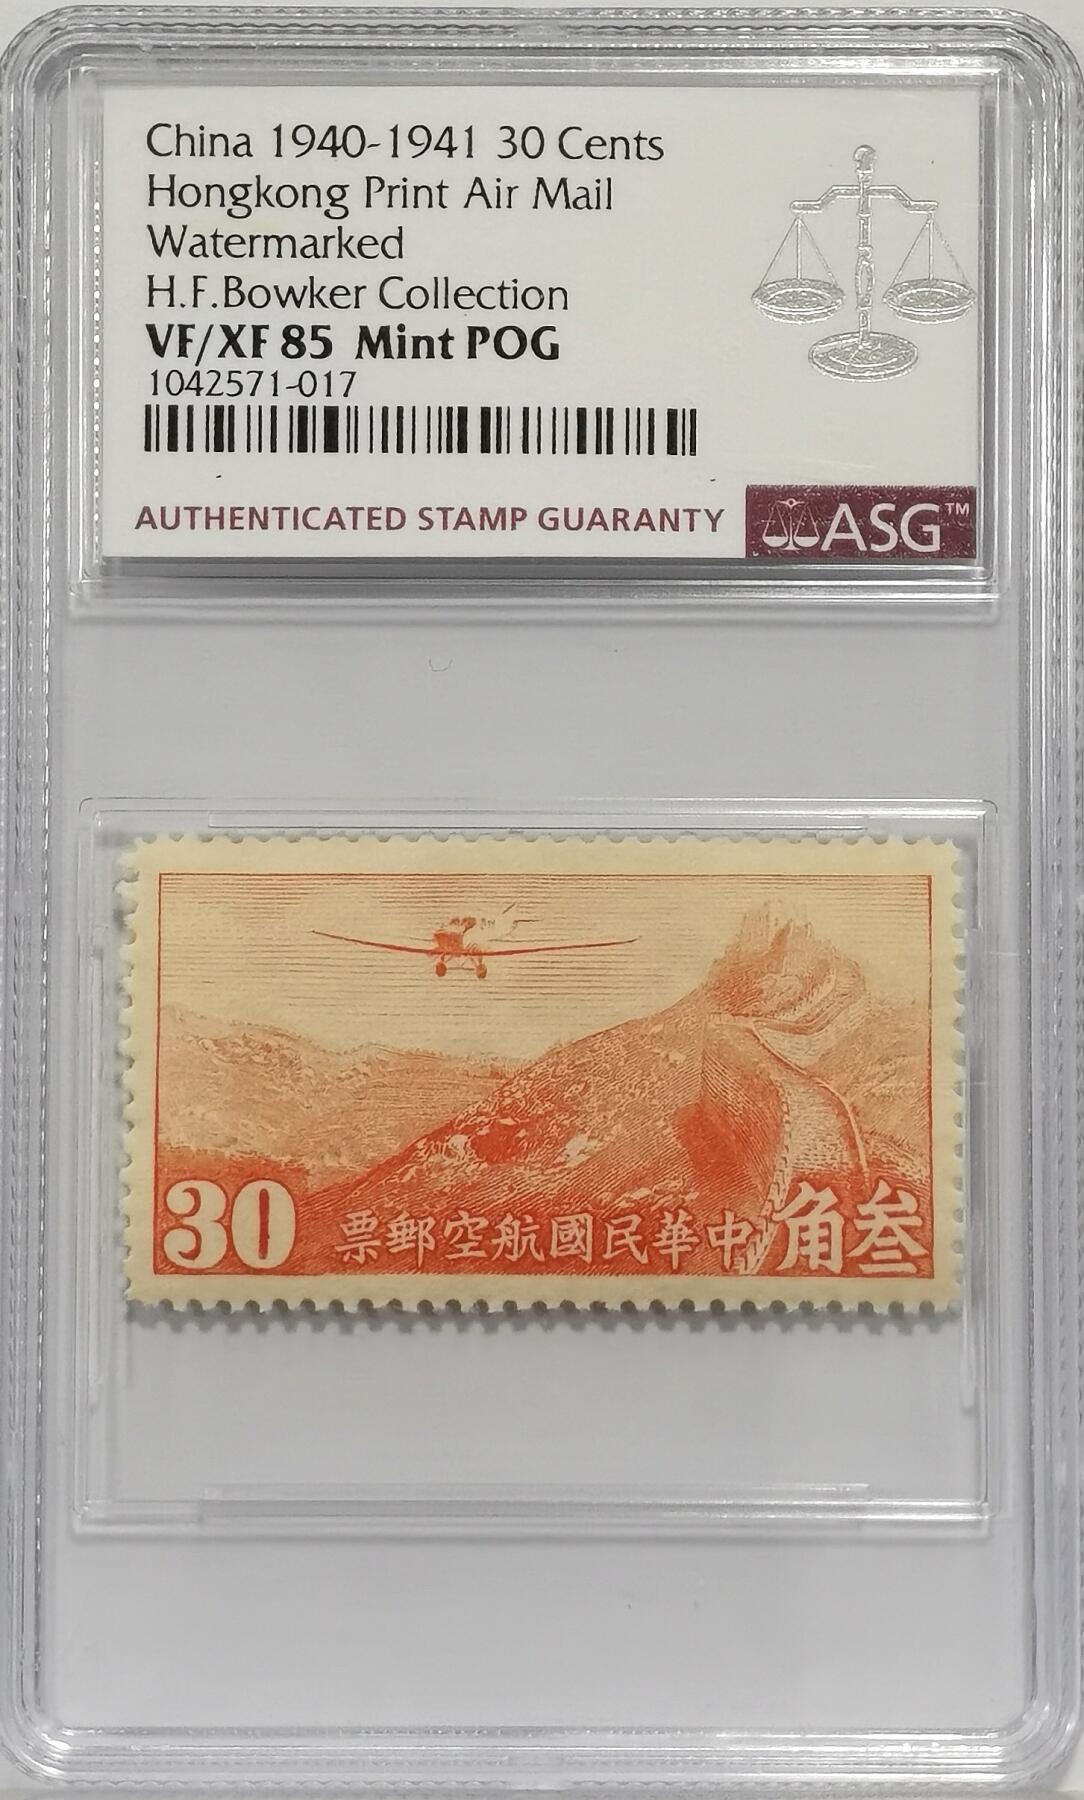 China 1940-1941 30 Cents
Hongkong Print Air Mail
Watermarked
H.F.Bowker Collection
VF/XF 85 Mint POG
1042571-017
AUTHENTICATED STAMP GUARANTY
ASG™
30
票郵空航國民華中
角叁